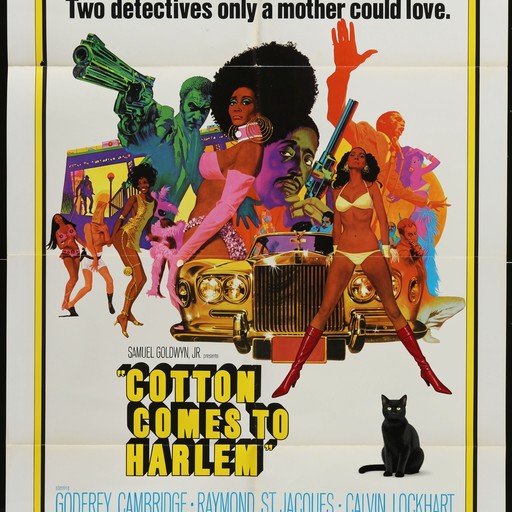 Two detectives only a mother could love.
SAMUEL GOLDWYN, JR. presents
"COTTON
COMES TO
HARLEM"
starring
GODFREY CAMBRIDGE • RAYMOND ST. JACQUES • CALVIN LOCKHART